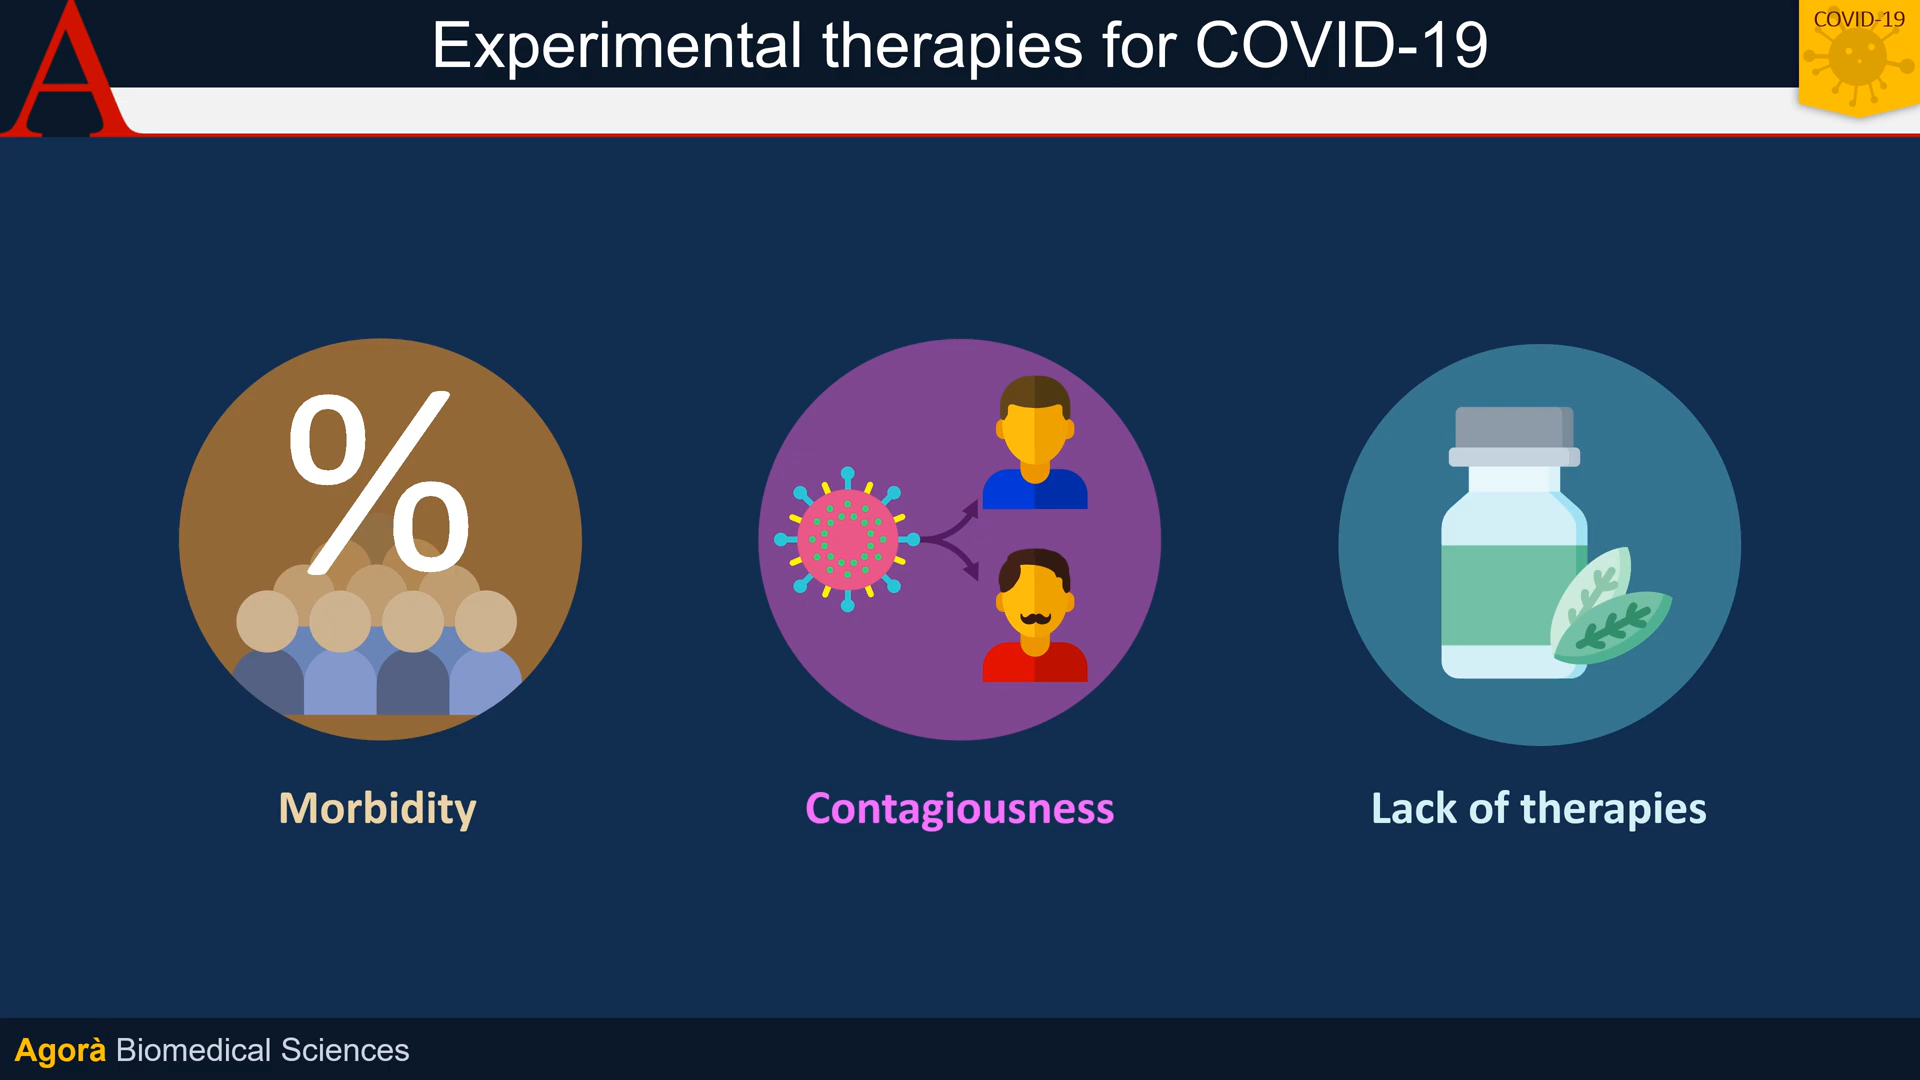 A
Experimental therapies for COVID-19
COVID-19
%
Morbidity
Contagiousness
Lack of therapies
Agorà Biomedical Sciences